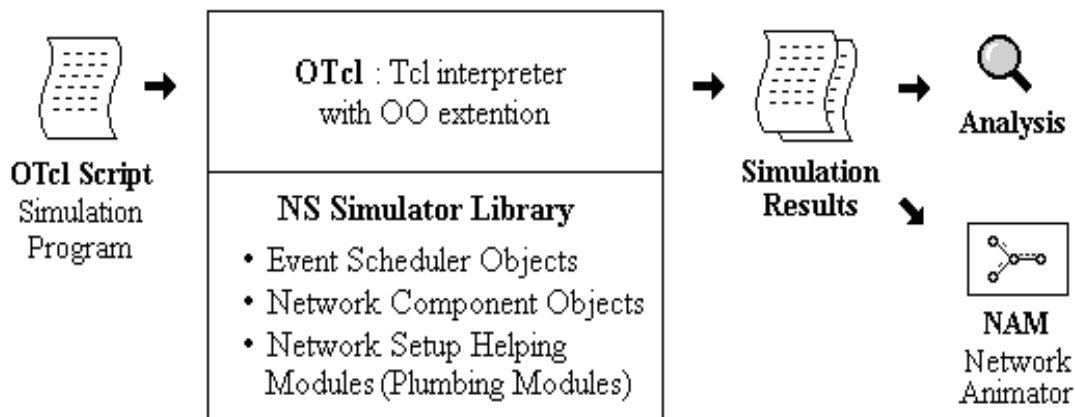 OTcl Script
Simulation
Program
OTcl : Tcl interpreter
with OO extention
NS Simulator Library
• Event Scheduler Objects
• Network Component Objects
• Network Setup Helping
Modules (Plumbing Modules)
Simulation
Results
Analysis
NAM
Network
Animator